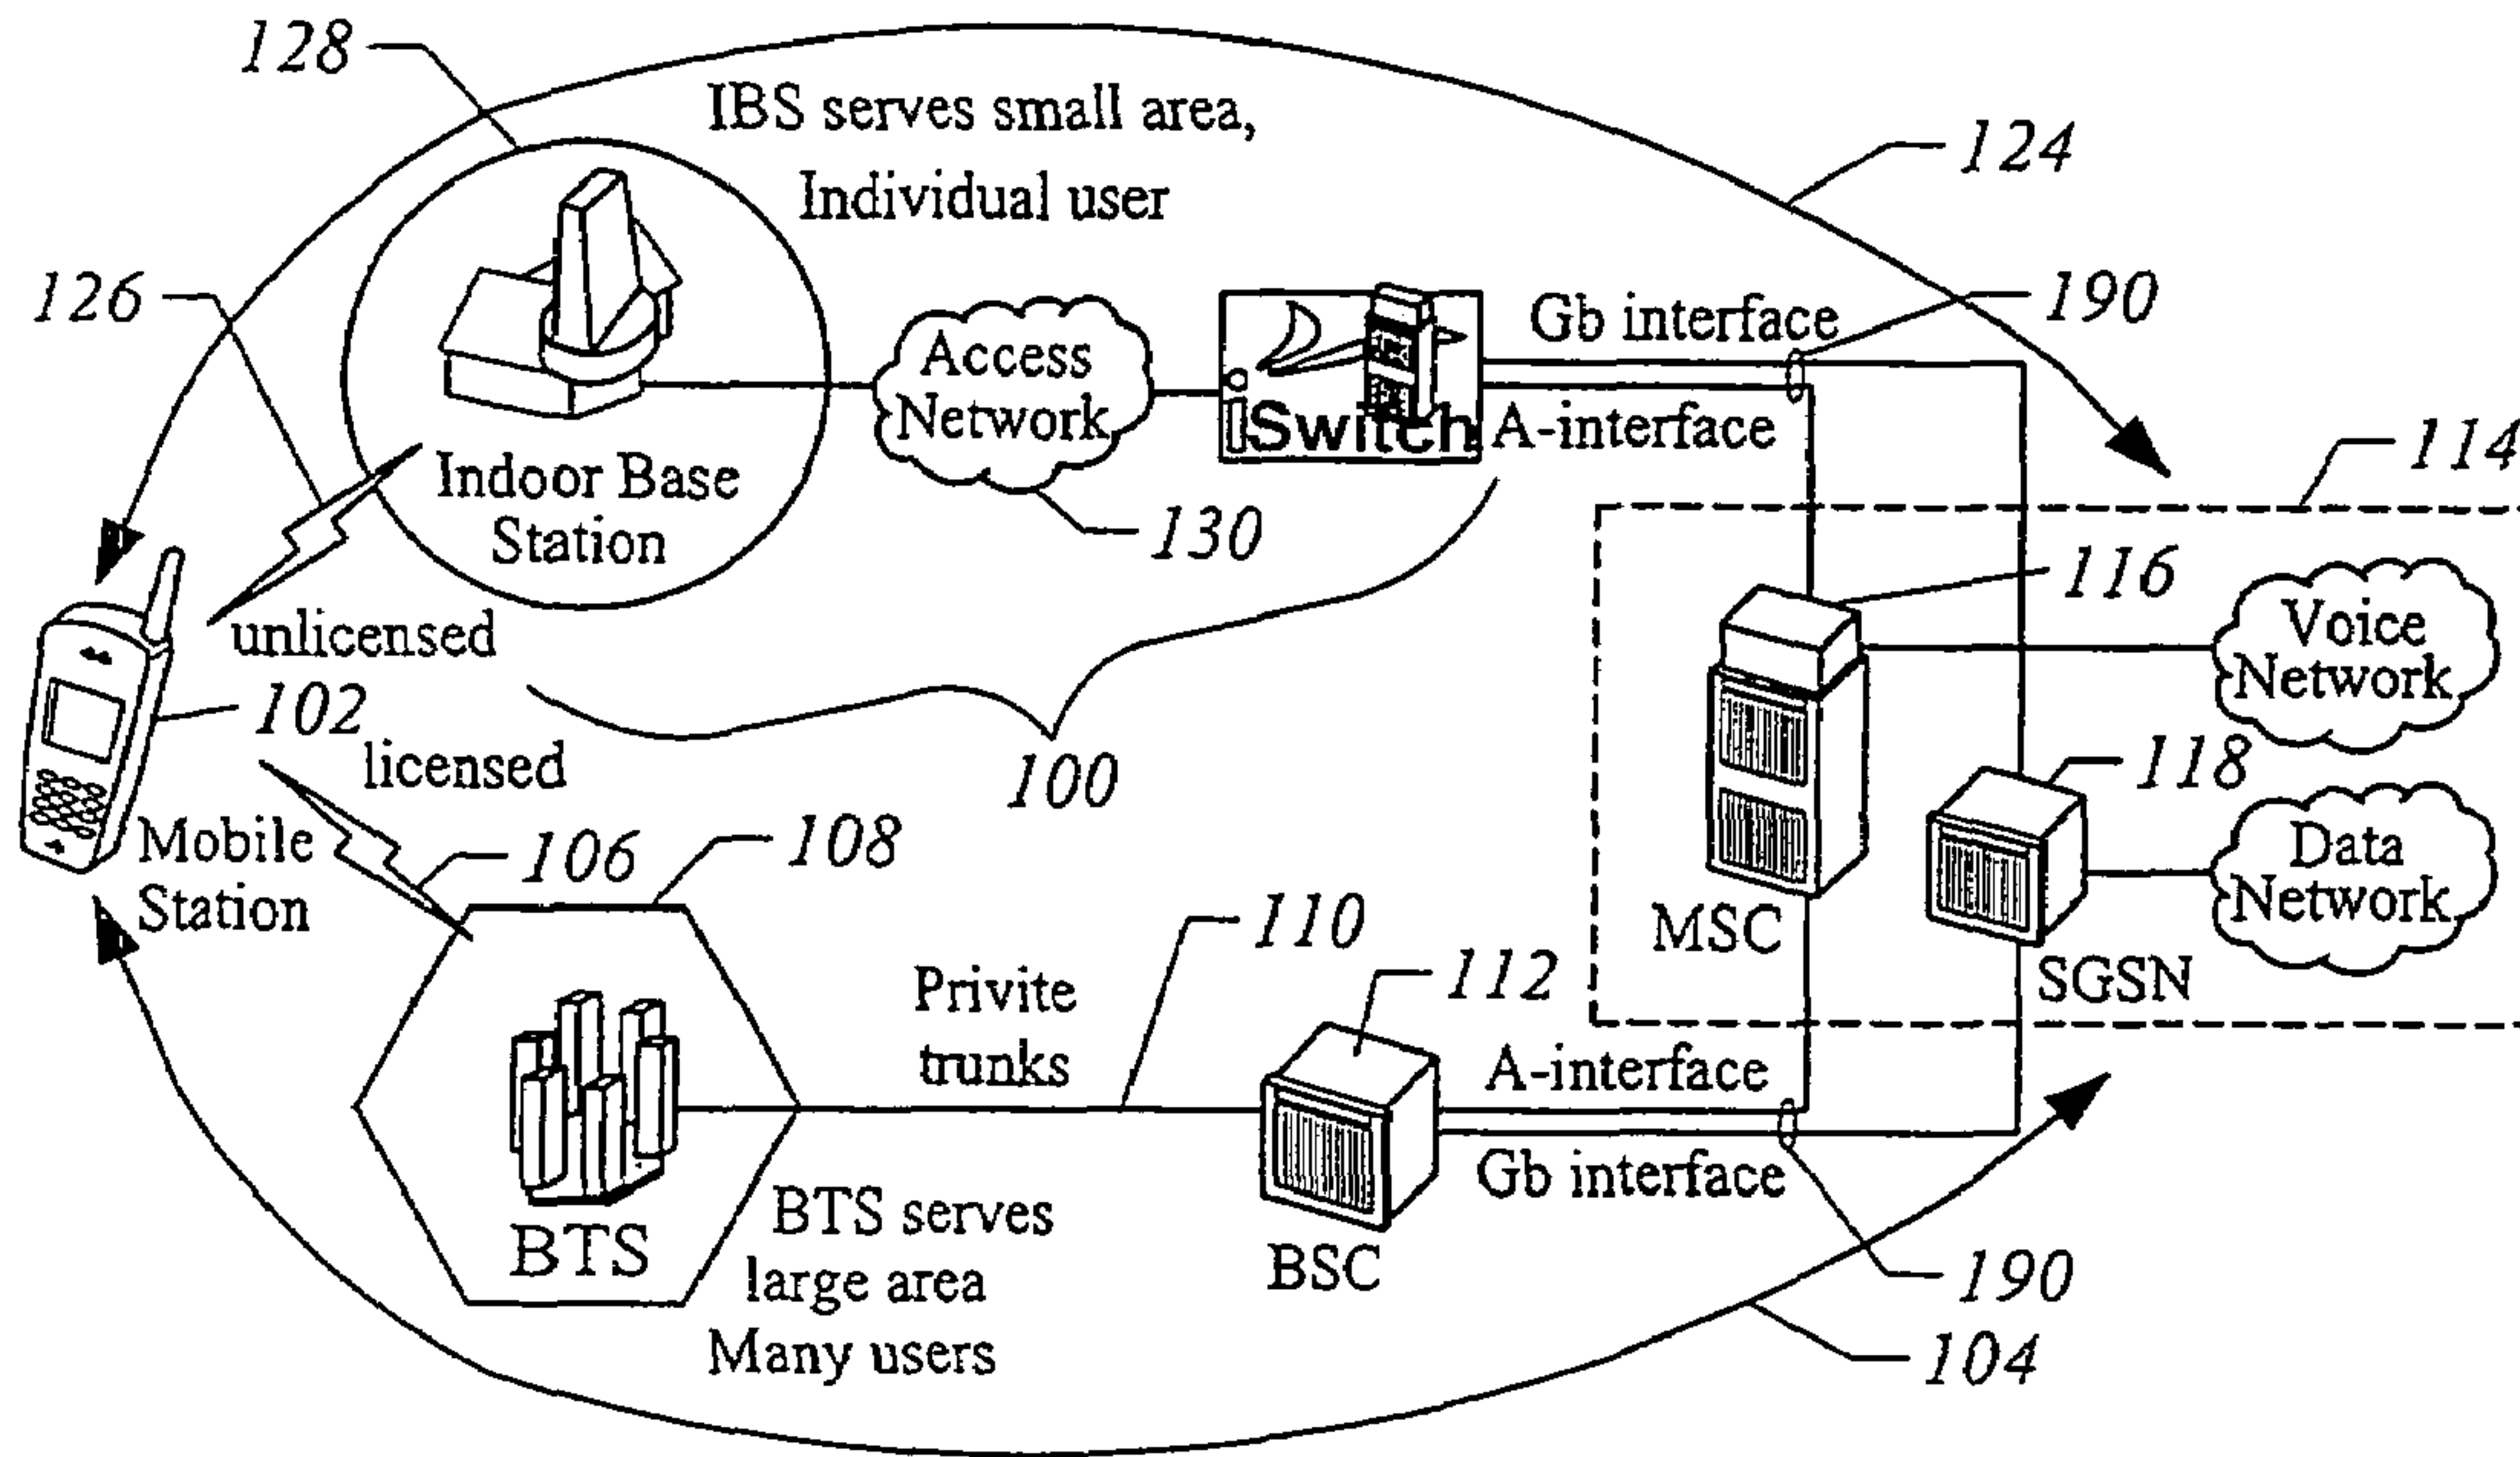 128
IBS serves small area,
Individual user
124
126
190
Gb interface
Access
Network
iSwitch
A-interface
114
Indoor Base
Station
130
116
unlicensed
Voice
Network
102
licensed
100
118
Mobile
Station
106
108
Data
Network
MSC
110
SGSN
Privite
trunks
112
A-interface
Gb interface
BTS
BTS serves
large area
Many users
BSC
190
104